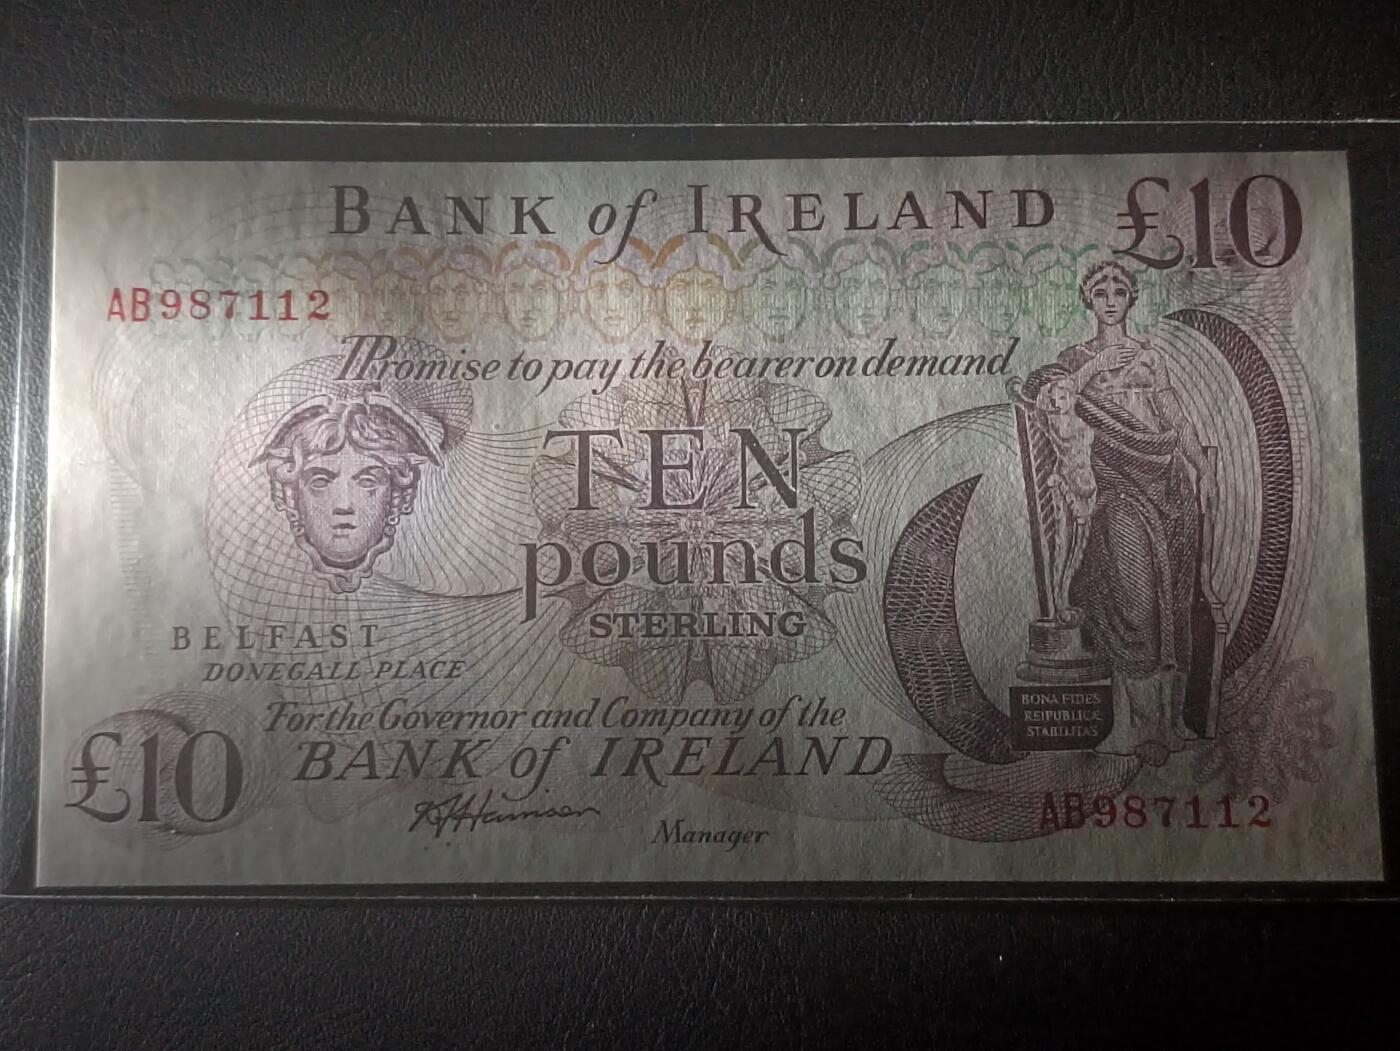 BANK of IRELAND £10
AB987112
I Promise to pay the bearer on demand
TEN
pounds
STERLING
BELFAST
DONEGALL PLACE
For the Governor and Company of the
£10 BANK of IRELAND
Manager
BONA FIDES
REIPUBLICÆ
STABILITAS
AB987112